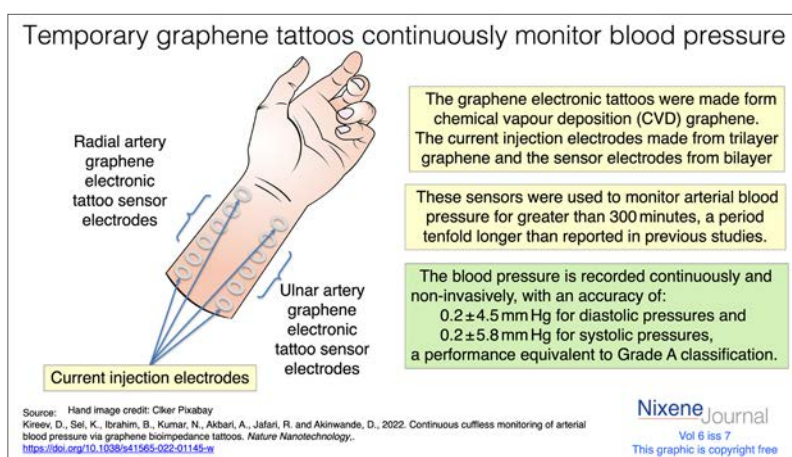 Temporary graphene tattoos continuously monitor blood pressure
Radial artery
graphene
electronic
tattoo sensor
electrodes
Ulnar artery
graphene
electronic
tattoo sensor
electrodes
Current injection electrodes
The graphene electronic tattoos were made form
chemical vapour deposition (CVD) graphene.
The current injection electrodes made from trilayer
graphene and the sensor electrodes from bilayer
These sensors were used to monitor arterial blood
pressure for greater than 300 minutes, a period
tenfold longer than reported in previous studies.
The blood pressure is recorded continuously and
non-invasively, with an accuracy of:
0.2 ± 4.5 mm Hg for diastolic pressures and
0.2 ± 5.8 mm Hg for systolic pressures,
a performance equivalent to Grade A classification.
Source: Hand image credit: Clker Pixabay
Kireev, D., Sel, K., Ibrahim, B., Kumar, N., Akbari, A., Jafari, R. and Akinwande, D., 2022. Continuous cuffless monitoring of arterial
blood pressure via graphene bioimpedance tattoos. Nature Nanotechnology,.
https://doi.org/10.1038/s41565-022-01145-w
Nixene Journal
Vol 6 iss 7
This graphic is copyright free